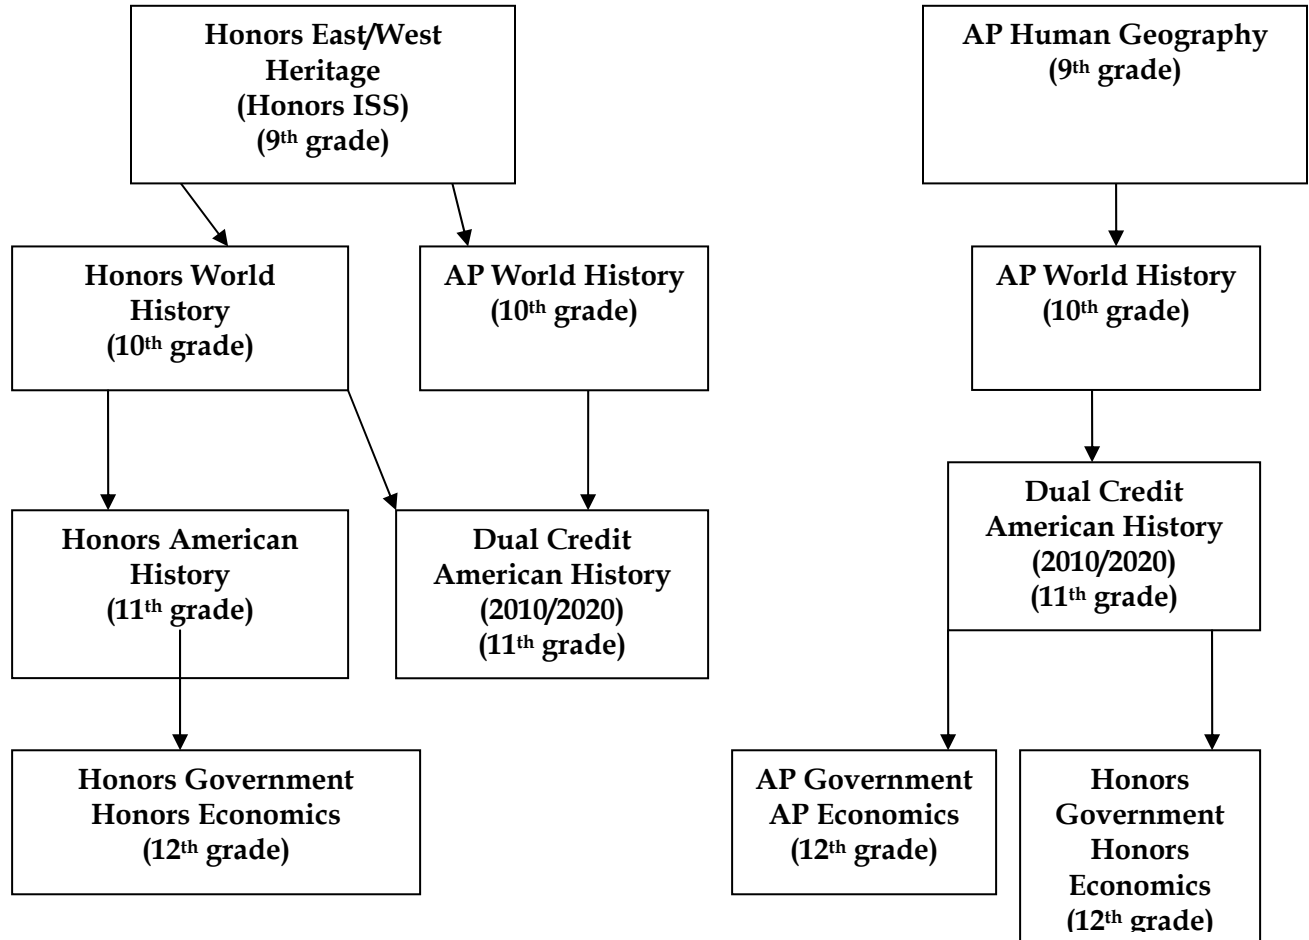 Honors East/West
Heritage
(Honors ISS)
(9th grade)
AP Human Geography
(9th grade)
Honors World
History
(10th grade)
AP World History
(10th grade)
AP World History
(10th grade)
Honors American
History
(11th grade)
Dual Credit
American History
(2010/2020)
(11th grade)
Dual Credit
American History
(2010/2020)
(11th grade)
Honors Government
Honors Economics
(12th grade)
AP Government
AP Economics
(12th grade)
Honors
Government
Honors
Economics
(12th grade)